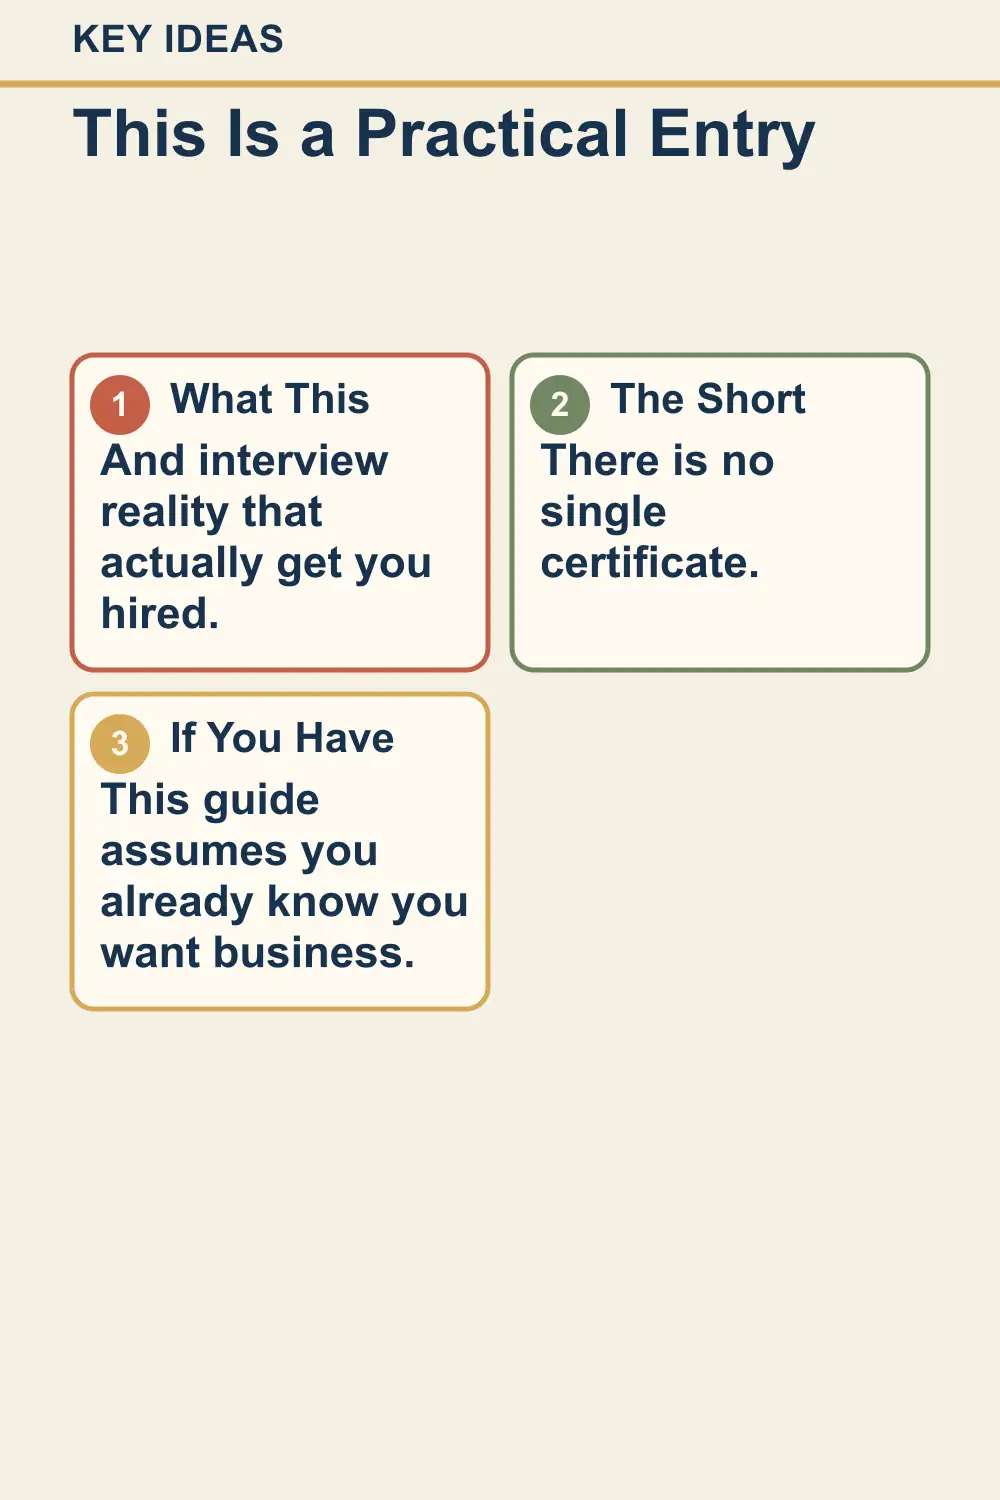 KEY IDEAS
This Is a Practical Entry
1 What This
And interview
reality that
actually get you
hired.
2 The Short
There is no
single
certificate.
3 If You Have
This guide
assumes you
already know you
want business.